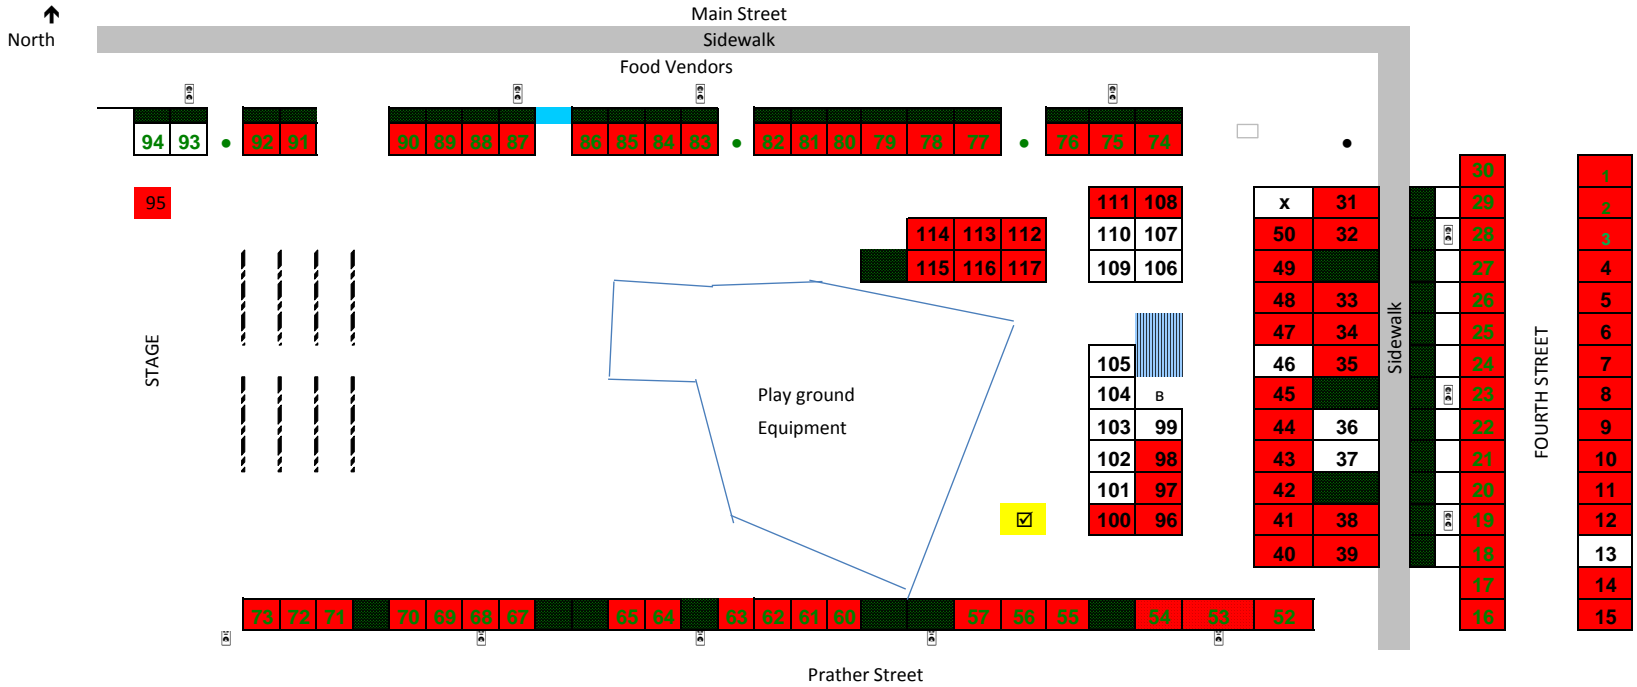 Main Street
North
Sidewalk
Food Vendors
94 93 92 91 90 89 88 87 86 85 84 83 82 81 80 79 78 77 76 75 74
30 1
95 111 108 x 31 29 2
114 113 112 110 107 50 32 28 3
115 116 117 109 106 49 27 4
48 33 26 5
47 34 25 6
105 46 35 24 7
Play ground 104 B 45 23 8
Equipment 103 99 44 36 22 9
102 98 43 37 21 10
101 97 42 20 11
☑ 100 96 41 38 19 12
40 39 18 13
17 14
73 72 71 70 69 68 67 65 64 63 62 61 60 57 56 55 54 53 52 16 15
STAGE
Sidewalk
FOURTH STREET
Prather Street